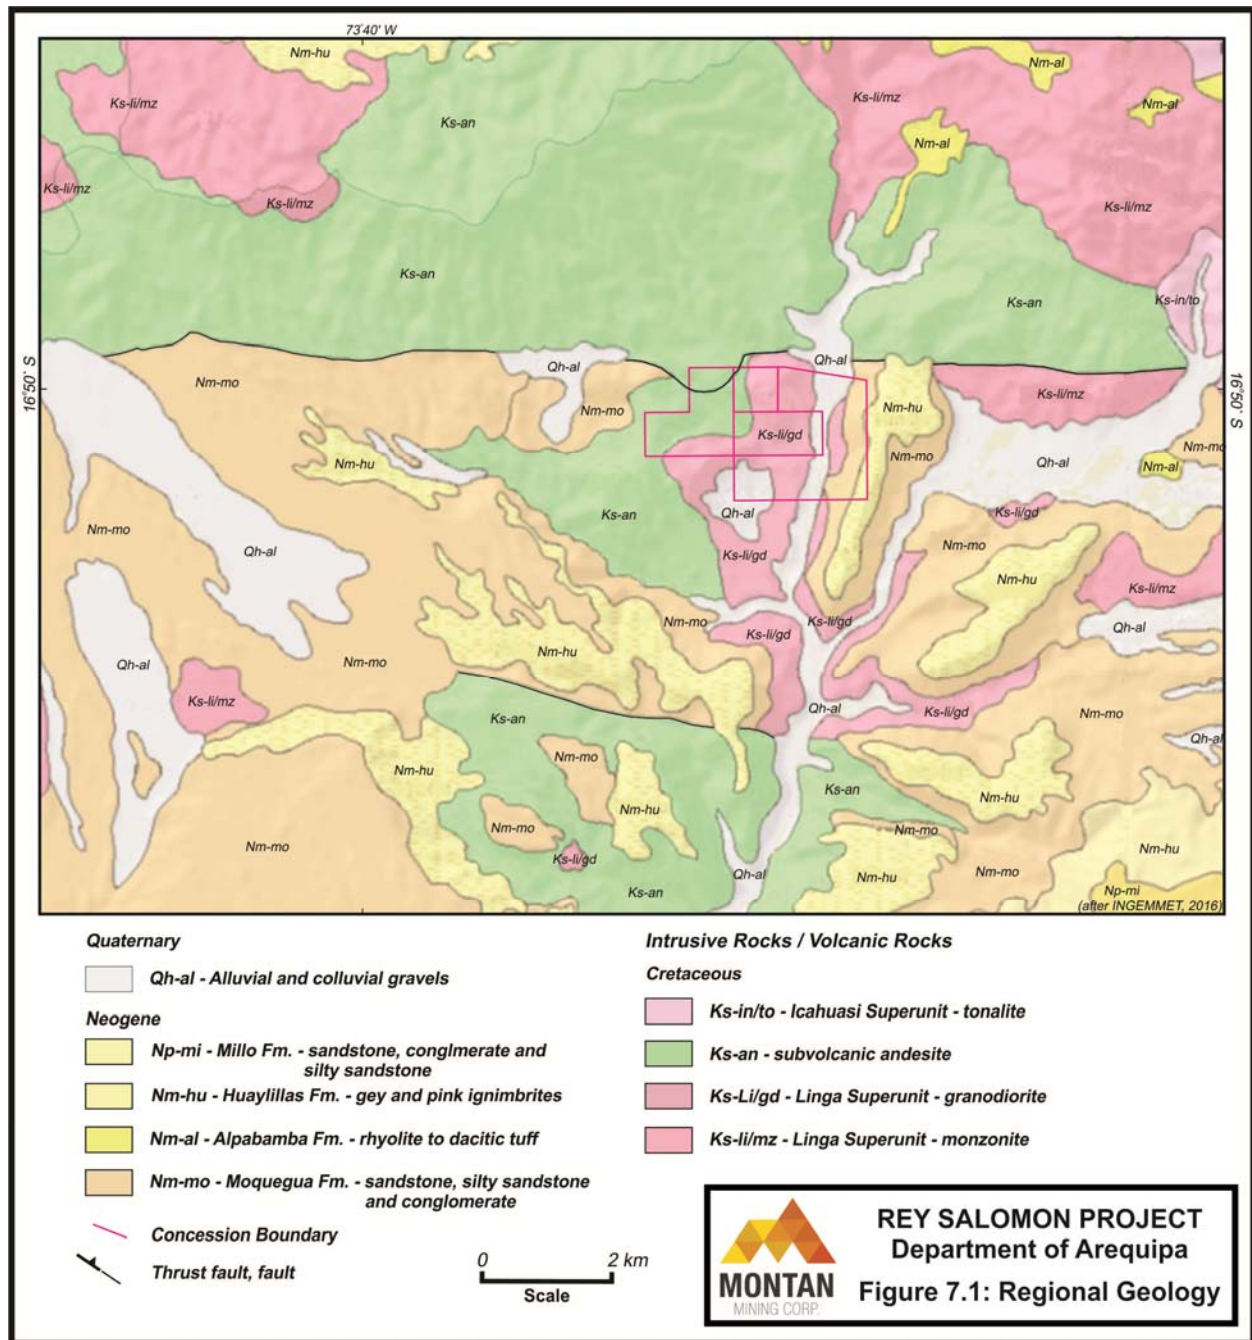 73°40' W
Nm-hu
Nm-al
Ks-li/mz
Ks-li/mz
Nm-al
Ks-an
Nm-al
Ks-li/mz
Ks-li/mz
Ks-li/mz
Ks-an
Ks-in/to
Ks-an
Qh-al
16°50' S
Qh-al
Nm-mo
Ks-li/mz
16°50' S
Nm-mo
Nm-hu
Ks-li/gd
Nm-mo
Nm-mo
Nm-hu
Qh-al
Nm-al
Ks-an
Qh-al
Ks-li/gd
Nm-mo
Nm-mo
Qh-al
Ks-li/gd
Nm-hu
Ks-li/mz
Nm-mo
Ks-li/gd
Ks-li/gd
Qh-al
Nm-hu
Qh-al
Nm-mo
Ks-li/mz
Qh-al
Ks-li/gd
Nm-mo
Ks-an
Qh-al
Nm-mo
Nm-hu
Ks-an
Nm-hu
Nm-hu
Nm-mo
Nm-mo
Nm-mo
Nm-hu
Ks-li/gd
Nm-mo
Qh-al
Nm-hu
Ks-an
Np-mi
(after INGEMMET, 2016)
Quaternary
Qh-al - Alluvial and colluvial gravels
Neogene
Np-mi - Millo Fm. - sandstone, conglmerate and
silty sandstone
Nm-hu - Huaylillas Fm. - gey and pink ignimbrites
Nm-al - Alpabamba Fm. - rhyolite to dacitic tuff
Nm-mo - Moquegua Fm. - sandstone, silty sandstone
and conglomerate
Concession Boundary
Thrust fault, fault
Intrusive Rocks / Volcanic Rocks
Cretaceous
Ks-in/to - Icahuasi Superunit - tonalite
Ks-an - subvolcanic andesite
Ks-Li/gd - Linga Superunit - granodiorite
Ks-li/mz - Linga Superunit - monzonite
0 2 km
Scale
MONTAN
MINING CORP.
REY SALOMON PROJECT
Department of Arequipa
Figure 7.1: Regional Geology